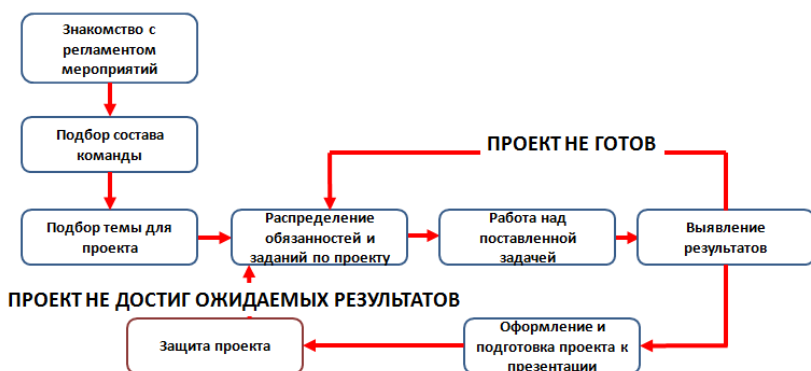 Знакомство с
регламентом
мероприятий
Подбор состава
команды
ПРОЕКТ НЕ ГОТОВ
Подбор темы для
проекта
Распределение
обязанностей и
заданий по проекту
Работа над
поставленной
задачей
Выявление
результатов
ПРОЕКТ НЕ ДОСТИГ ОЖИДАЕМЫХ РЕЗУЛЬТАТОВ
Защита проекта
Оформление и
подготовка проекта к
презентации